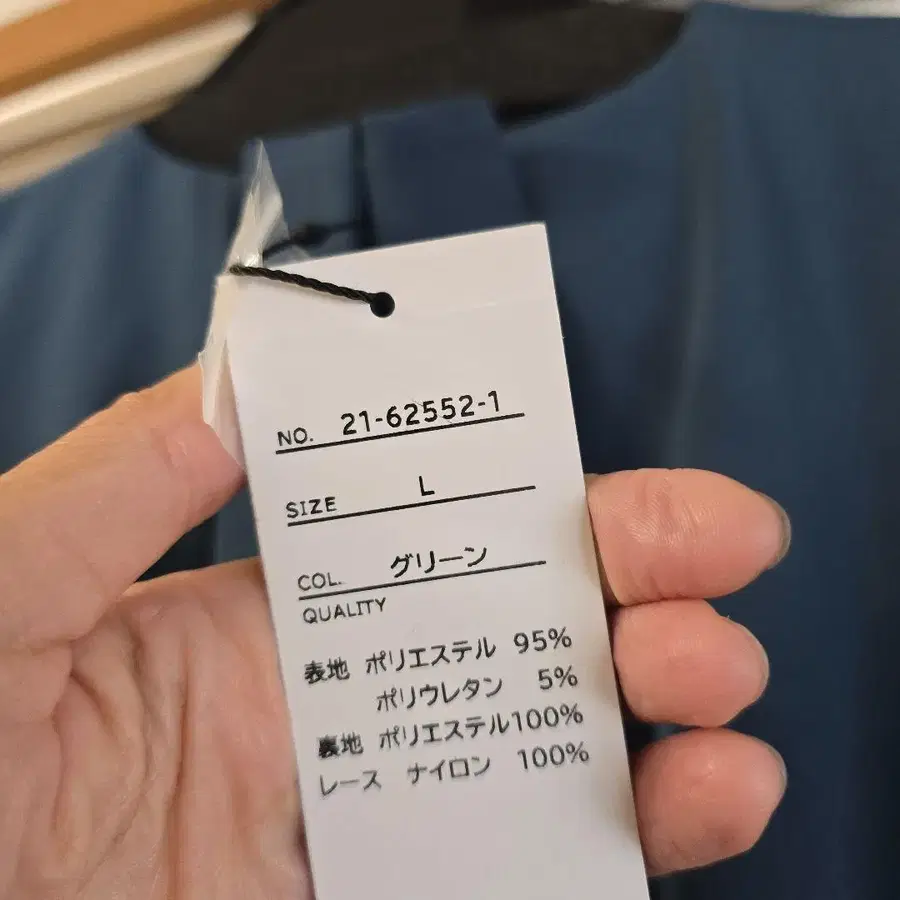 NO. 21-62552-1
SIZE L
COL. グリーン
QUALITY
表地 ポリエステル 95%
ポリウレタン 5%
裏地 ポリエステル100%
レース ナイロン 100%